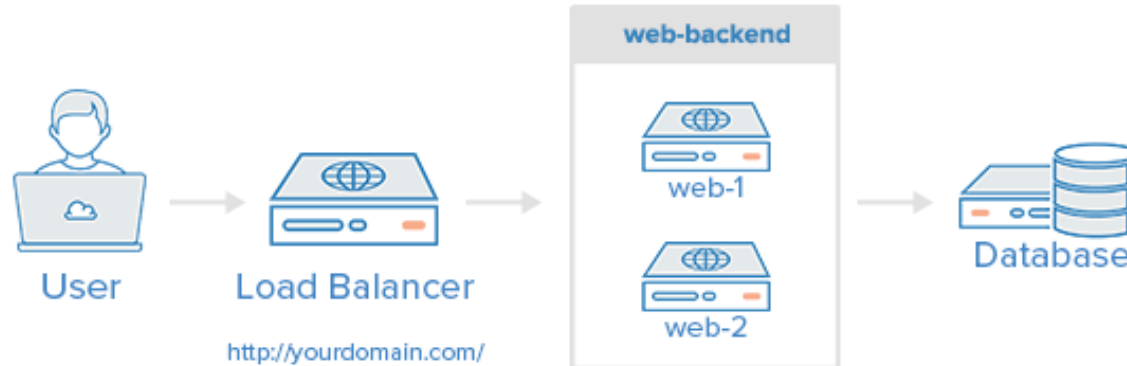 web-backend
web-1
web-2
User
Load Balancer
http://yourdomain.com/
Database